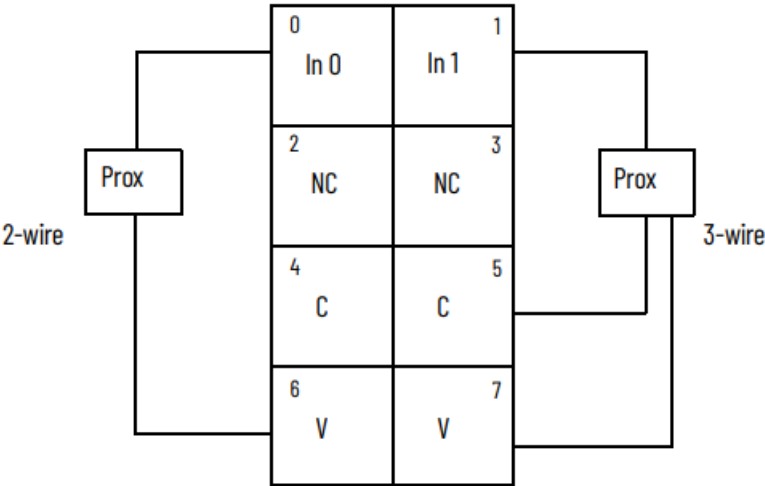 0 1
In 0 In 1
2 3
Prox NC NC Prox
2-wire 3-wire
4 5
C C
6 7
V V